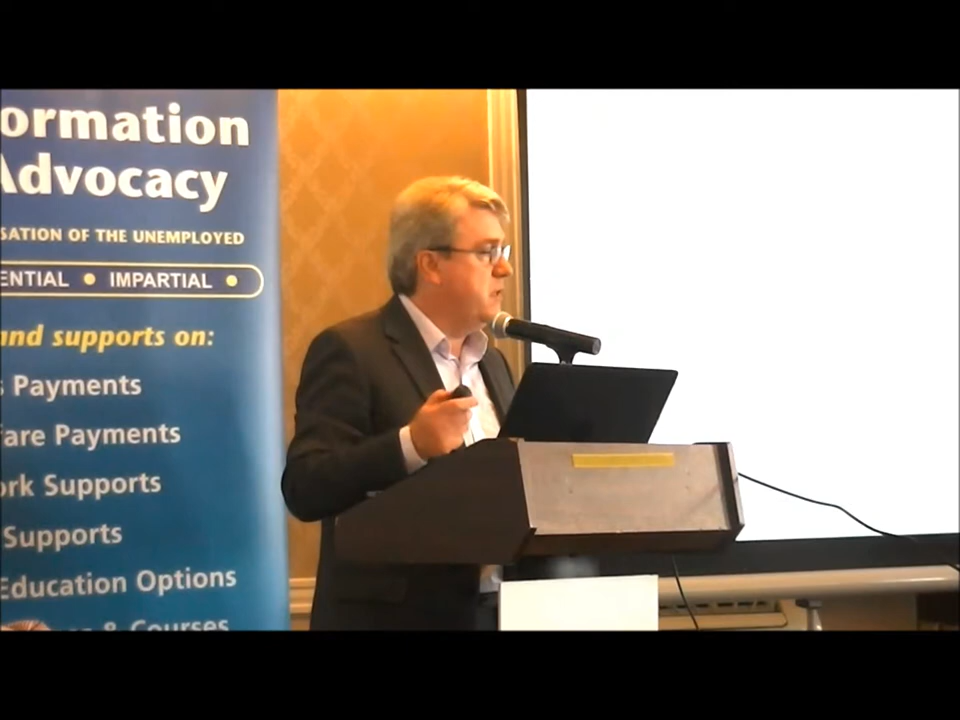 ormation
Advocacy
SATION OF THE UNEMPLOYED
ENTIAL • IMPARTIAL •
and supports on:
s Payments
fare Payments
ork Supports
Supports
Education Options
& Courses